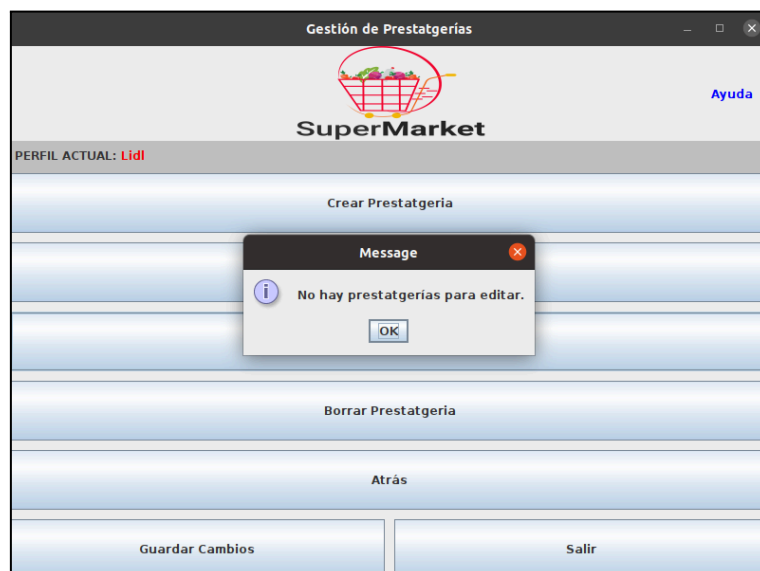 Gestión de Prestatgerías
SuperMarket
Ayuda
PERFIL ACTUAL: Lidl
Crear Prestatgeria
Message
No hay prestatgerías para editar.
OK
Borrar Prestatgeria
Atrás
Guardar Cambios
Salir